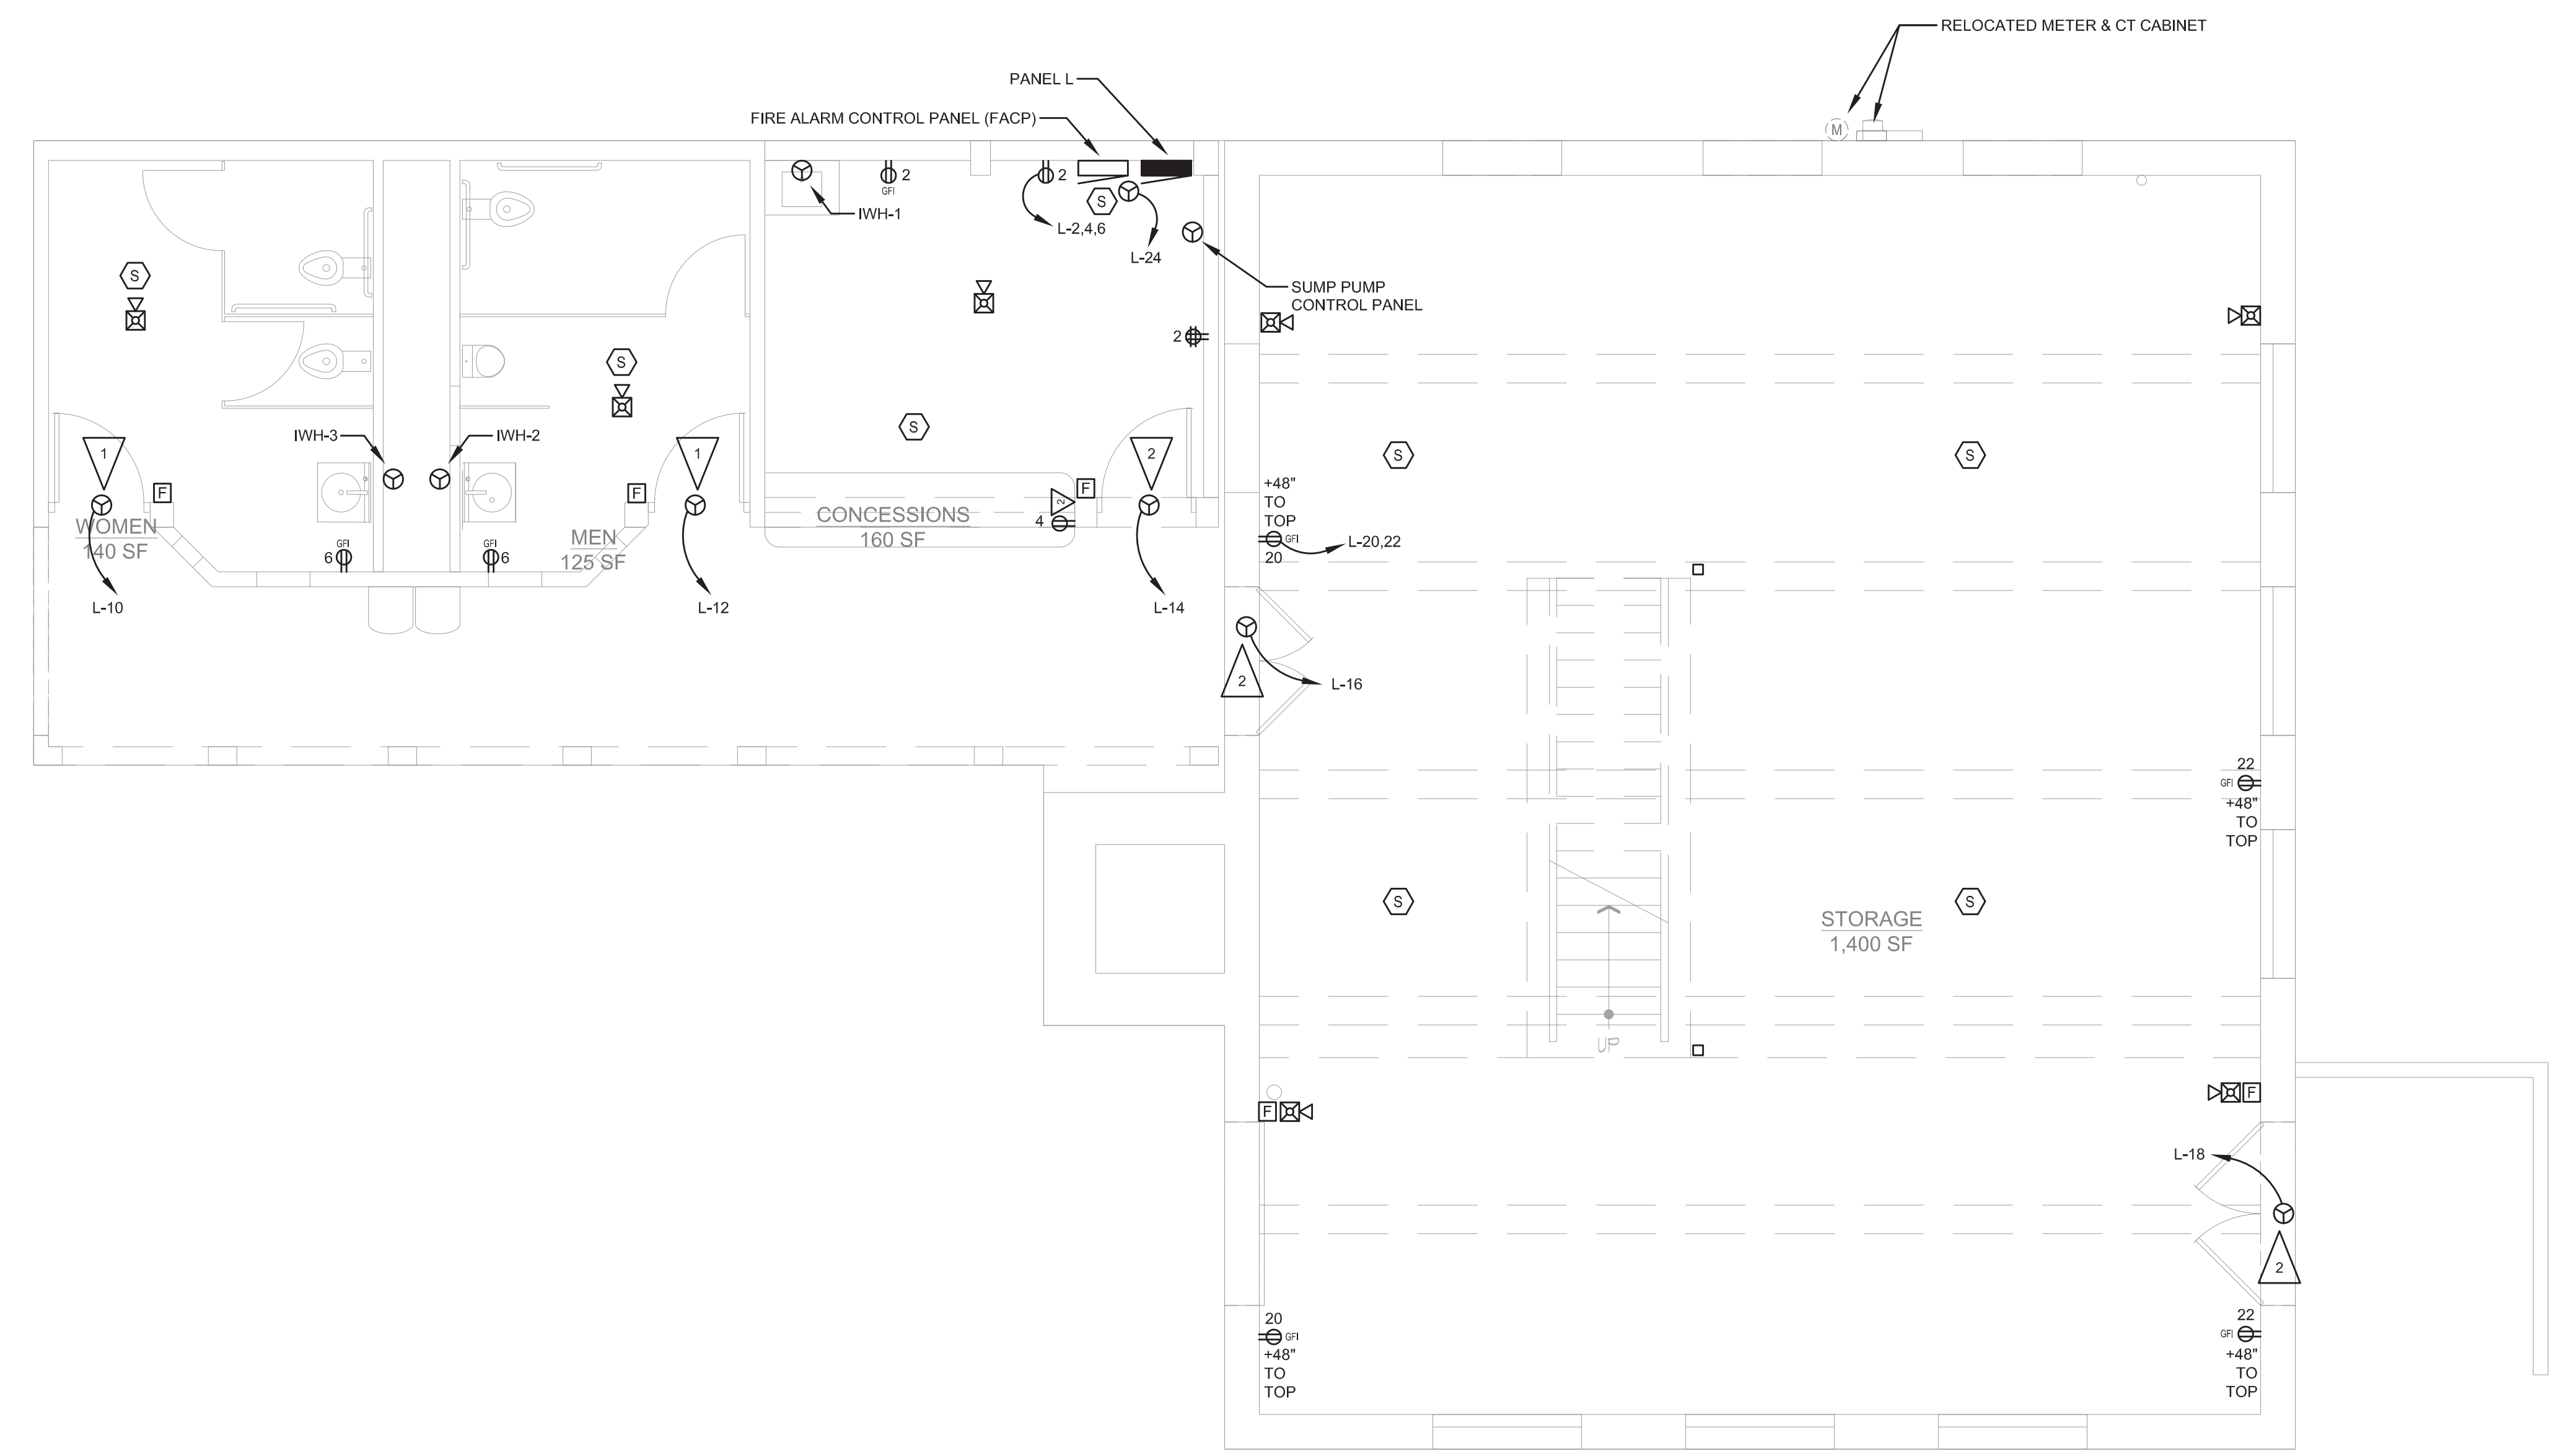 RELOCATED METER & CT CABINET
PANEL L
FIRE ALARM CONTROL PANEL (FACP)
M
2
GFI
2
S
IWH-1
L-2,4,6
L-24
S
SUMP PUMP
CONTROL PANEL
2
S
S
S
S
IWH-3
IWH-2
1
1
2
F
F
F
2
+48"
TO
TOP
GFI
20
L-20,22
WOMEN
140 SF
MEN
125 SF
CONCESSIONS
160 SF
4
GFI
6
GFI
6
L-10
L-12
L-14
2
L-16
22
GFI
+48"
TO
TOP
S
S
STORAGE
1,400 SF
UP
F
F
L-18
2
20
GFI
+48"
TO
TOP
22
GFI
+48"
TO
TOP